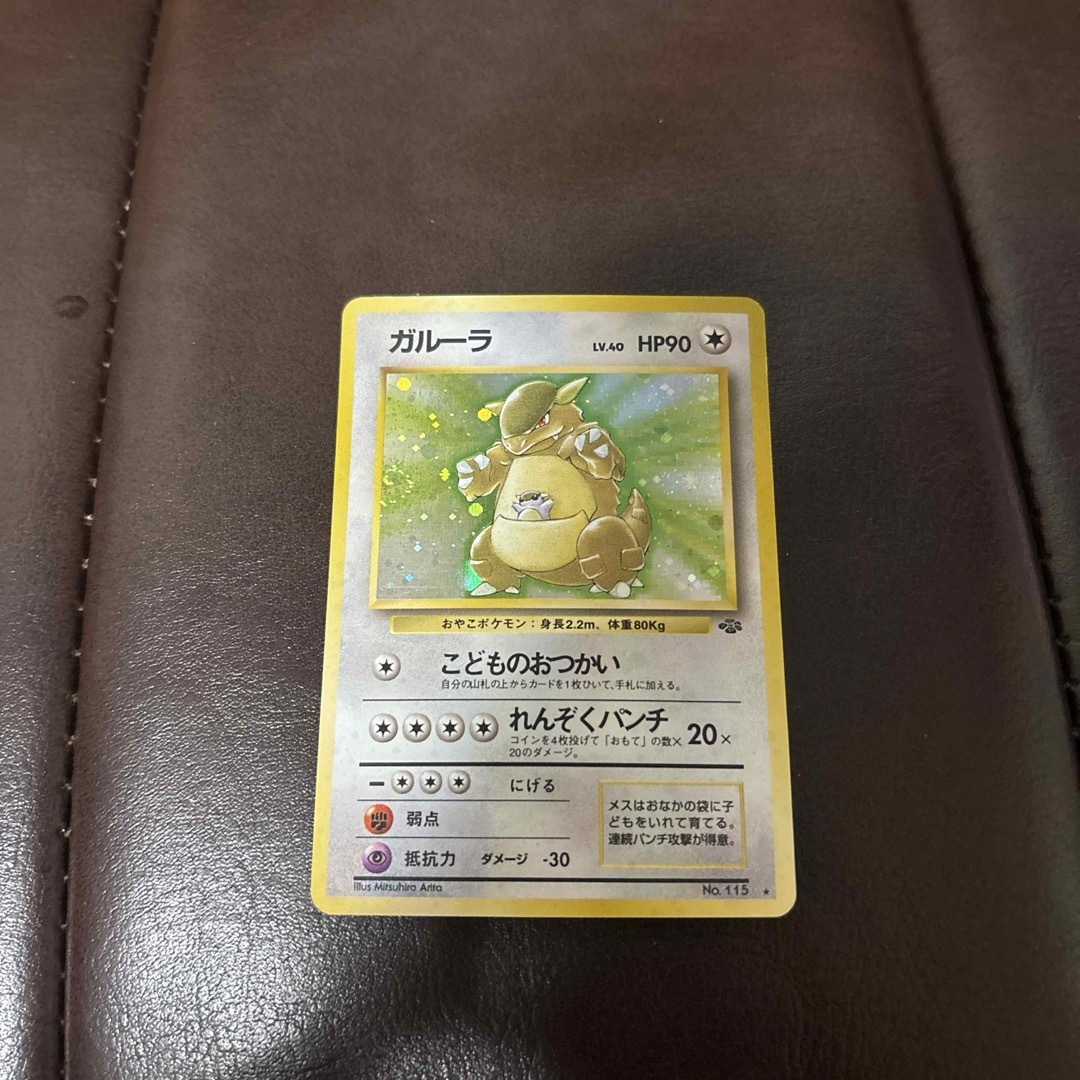 ガルーラ LV.40 HP90
おやこポケモン：身長2.2m、体重80Kg
こどものおつかい
自分の山札の上からカードを1枚ひいて、手札に加える。
れんぞくパンチ 20×
コインを4枚投げて「おもて」の数×
20のダメージ。
にげる
弱点
抵抗力 ダメージ -30
メスはおなかの袋に子
どもをいれて育てる。
連続パンチ攻撃が得意。
Illus Mitsuhiro Arita No. 115 ★